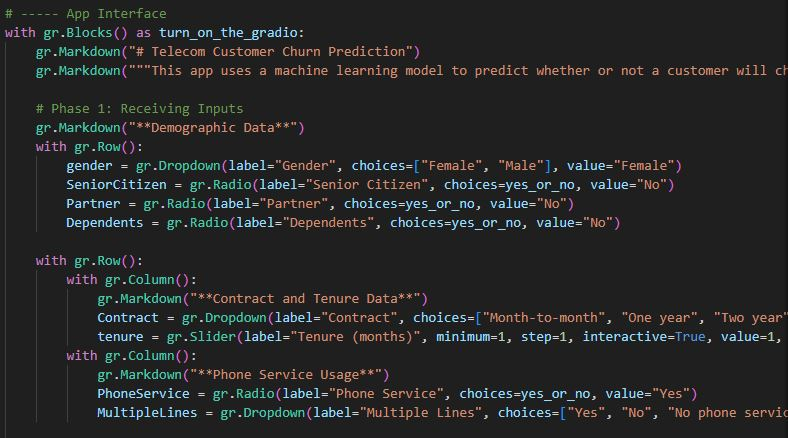 # ----- App Interface
with gr.Blocks() as turn_on_the_gradio:
    gr.Markdown("# Telecom Customer Churn Prediction")
    gr.Markdown("""This app uses a machine learning model to predict whether or not a customer will ch

    # Phase 1: Receiving Inputs
    gr.Markdown("**Demographic Data**")
    with gr.Row():
        gender = gr.Dropdown(label="Gender", choices=["Female", "Male"], value="Female")
        SeniorCitizen = gr.Radio(label="Senior Citizen", choices=yes_or_no, value="No")
        Partner = gr.Radio(label="Partner", choices=yes_or_no, value="No")
        Dependents = gr.Radio(label="Dependents", choices=yes_or_no, value="No")

    with gr.Row():
        with gr.Column():
            gr.Markdown("**Contract and Tenure Data**")
            Contract = gr.Dropdown(label="Contract", choices=["Month-to-month", "One year", "Two year"
            tenure = gr.Slider(label="Tenure (months)", minimum=1, step=1, interactive=True, value=1,
        with gr.Column():
            gr.Markdown("**Phone Service Usage**")
            PhoneService = gr.Radio(label="Phone Service", choices=yes_or_no, value="Yes")
            MultipleLines = gr.Dropdown(label="Multiple Lines", choices=["Yes", "No", "No phone servic